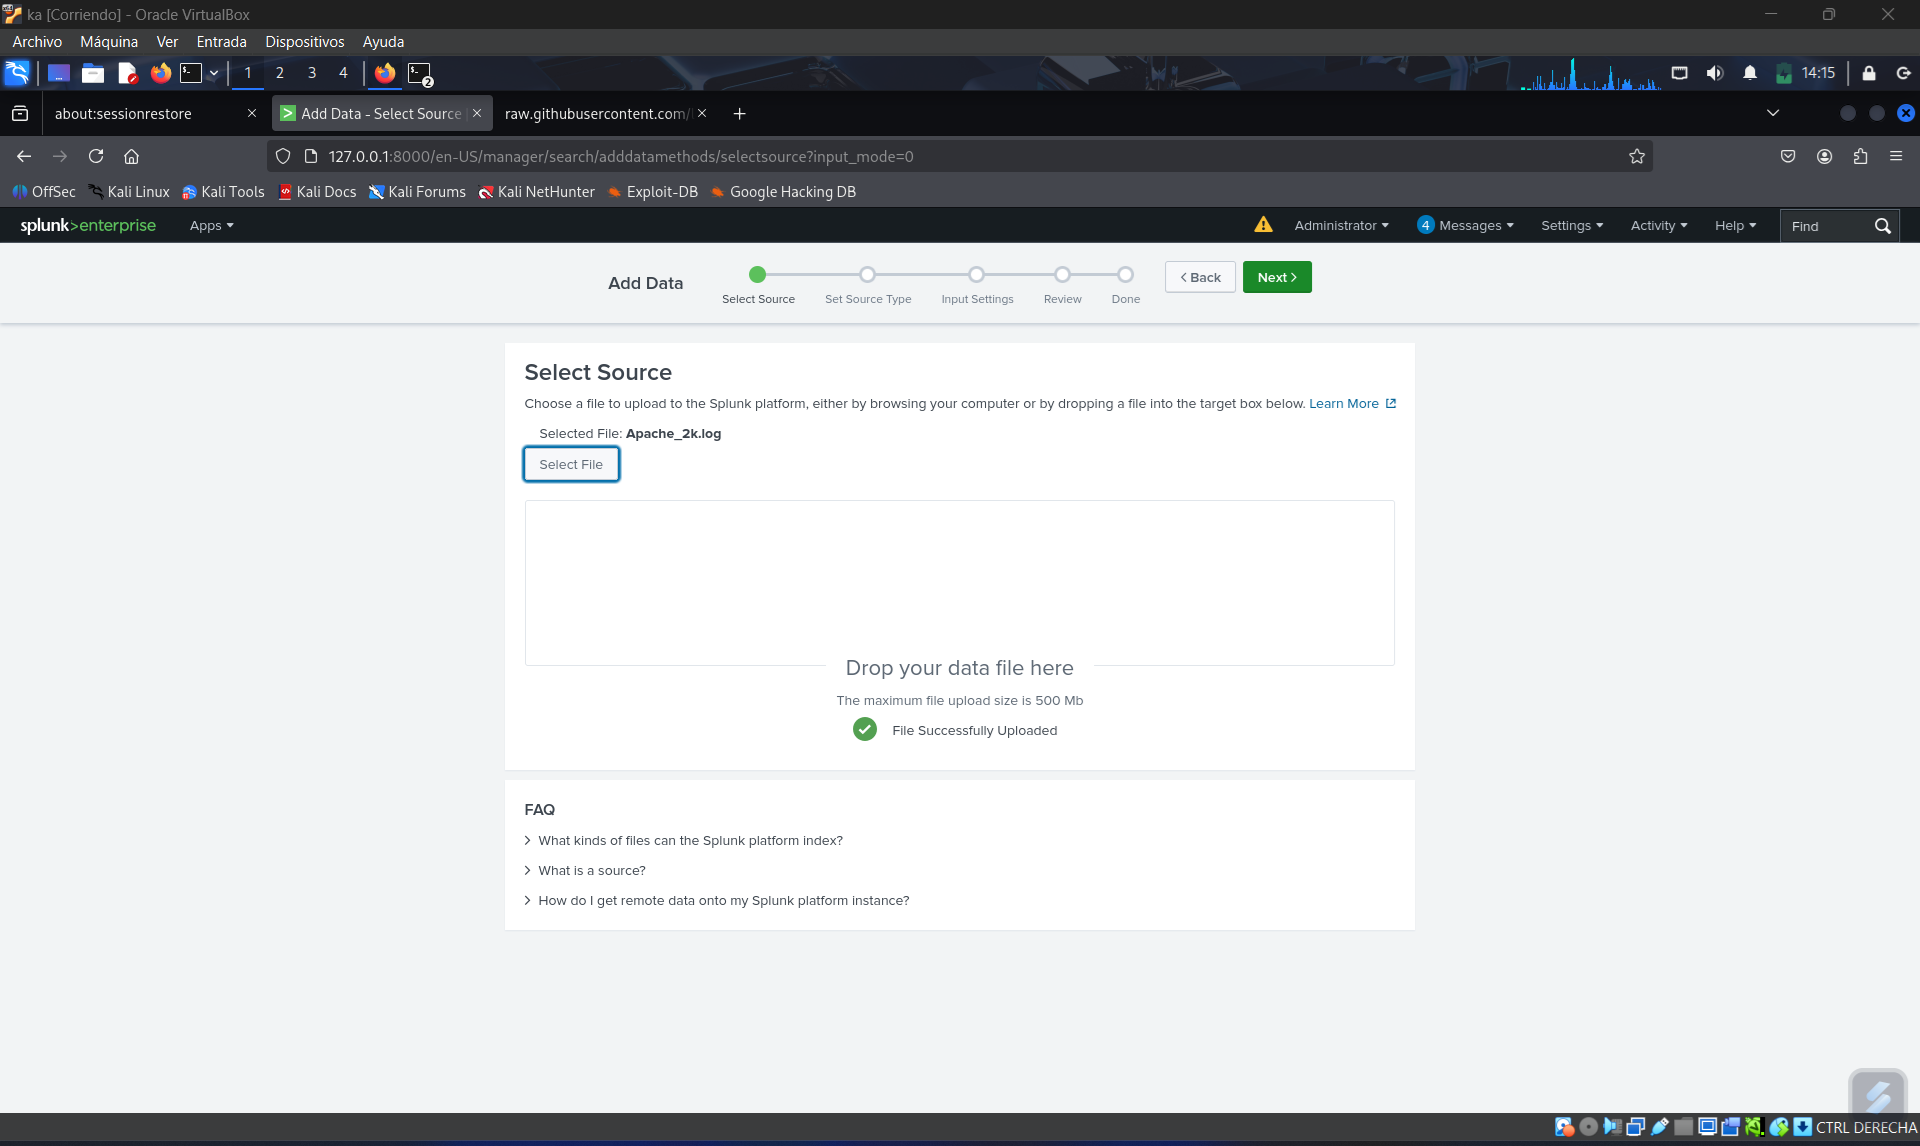 ka [Corriendo] - Oracle VirtualBox
Archivo Máquina Ver Entrada Dispositivos Ayuda
1 2 3 4 2 14:15
about:sessionrestore Add Data - Select Source raw.githubusercontent.com/
127.0.0.1:8000/en-US/manager/search/adddatamethods/selectsource?input_mode=0
OffSec Kali Linux Kali Tools Kali Docs Kali Forums Kali NetHunter Exploit-DB Google Hacking DB
splunk>enterprise Apps Administrator 4 Messages Settings Activity Help Find
Add Data Select Source Set Source Type Input Settings Review Done < Back Next >
Select Source
Choose a file to upload to the Splunk platform, either by browsing your computer or by dropping a file into the target box below. Learn More
Selected File: Apache_2k.log
Select File
Drop your data file here
The maximum file upload size is 500 Mb
File Successfully Uploaded
FAQ
> What kinds of files can the Splunk platform index?
> What is a source?
> How do I get remote data onto my Splunk platform instance?
CTRL DERECHA